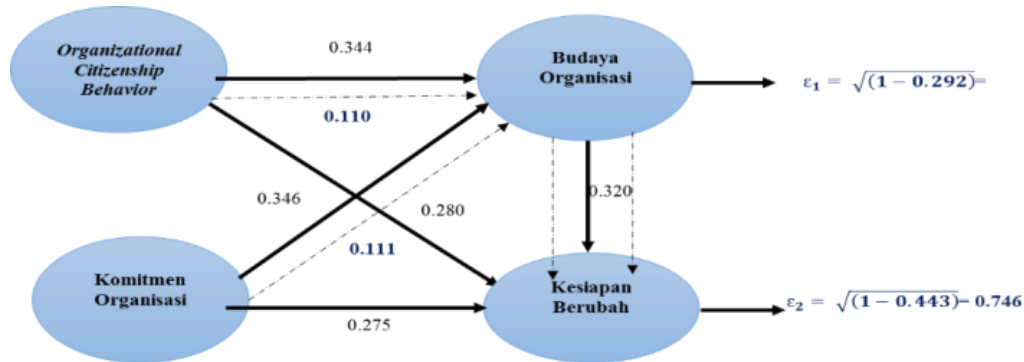 Organizational
Citizenship
Behavior
0.344
Budaya
Organisasi
ε₁ = √(1 − 0.292)=
0.110
0.346
0.280
0.320
0.111
Komitmen
Organisasi
Kesiapan
Berubah
0.275
ε₂ = √(1 − 0.443)= 0.746